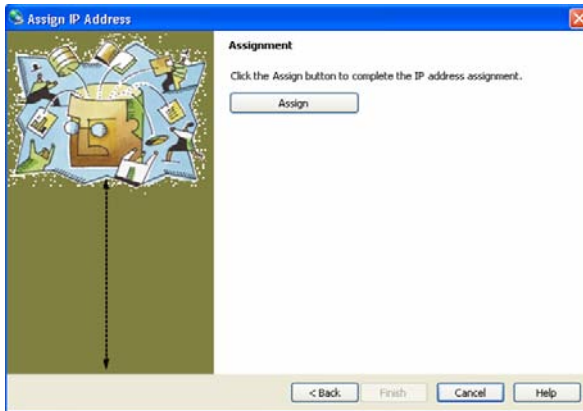 Assign IP Address
Assignment
Click the Assign button to complete the IP address assignment.
Assign
< Back
Finish
Cancel
Help